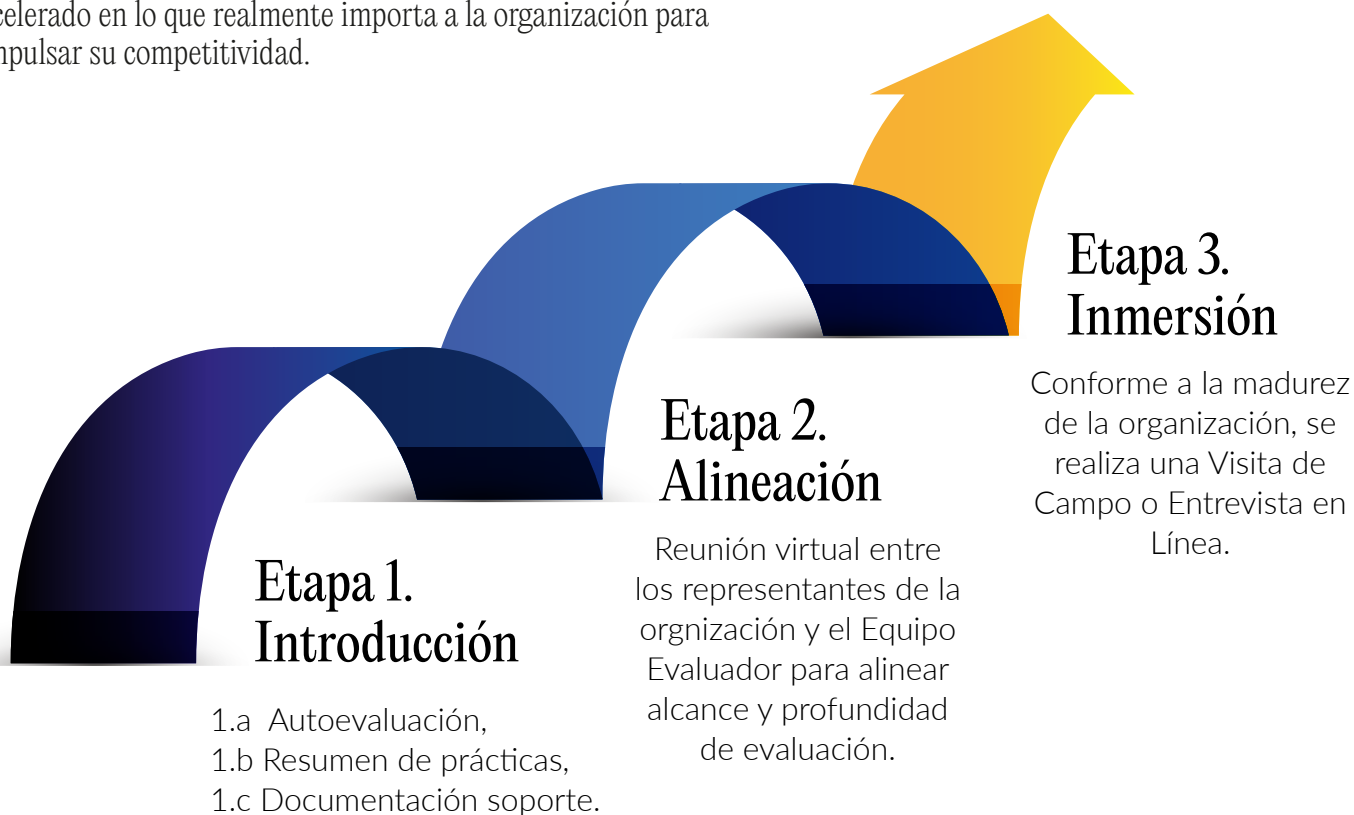 celerado en lo que realmente importa a la organización para
mpulsar su competitividad.
Etapa 1.
Introducción
1.a Autoevaluación,
1.b Resumen de prácticas,
1.c Documentación soporte.
Etapa 2.
Alineación
Reunión virtual entre
los representantes de la
orgnización y el Equipo
Evaluador para alinear
alcance y profundidad
de evaluación.
Etapa 3.
Inmersión
Conforme a la madurez
de la organización, se
realiza una Visita de
Campo o Entrevista en
Línea.